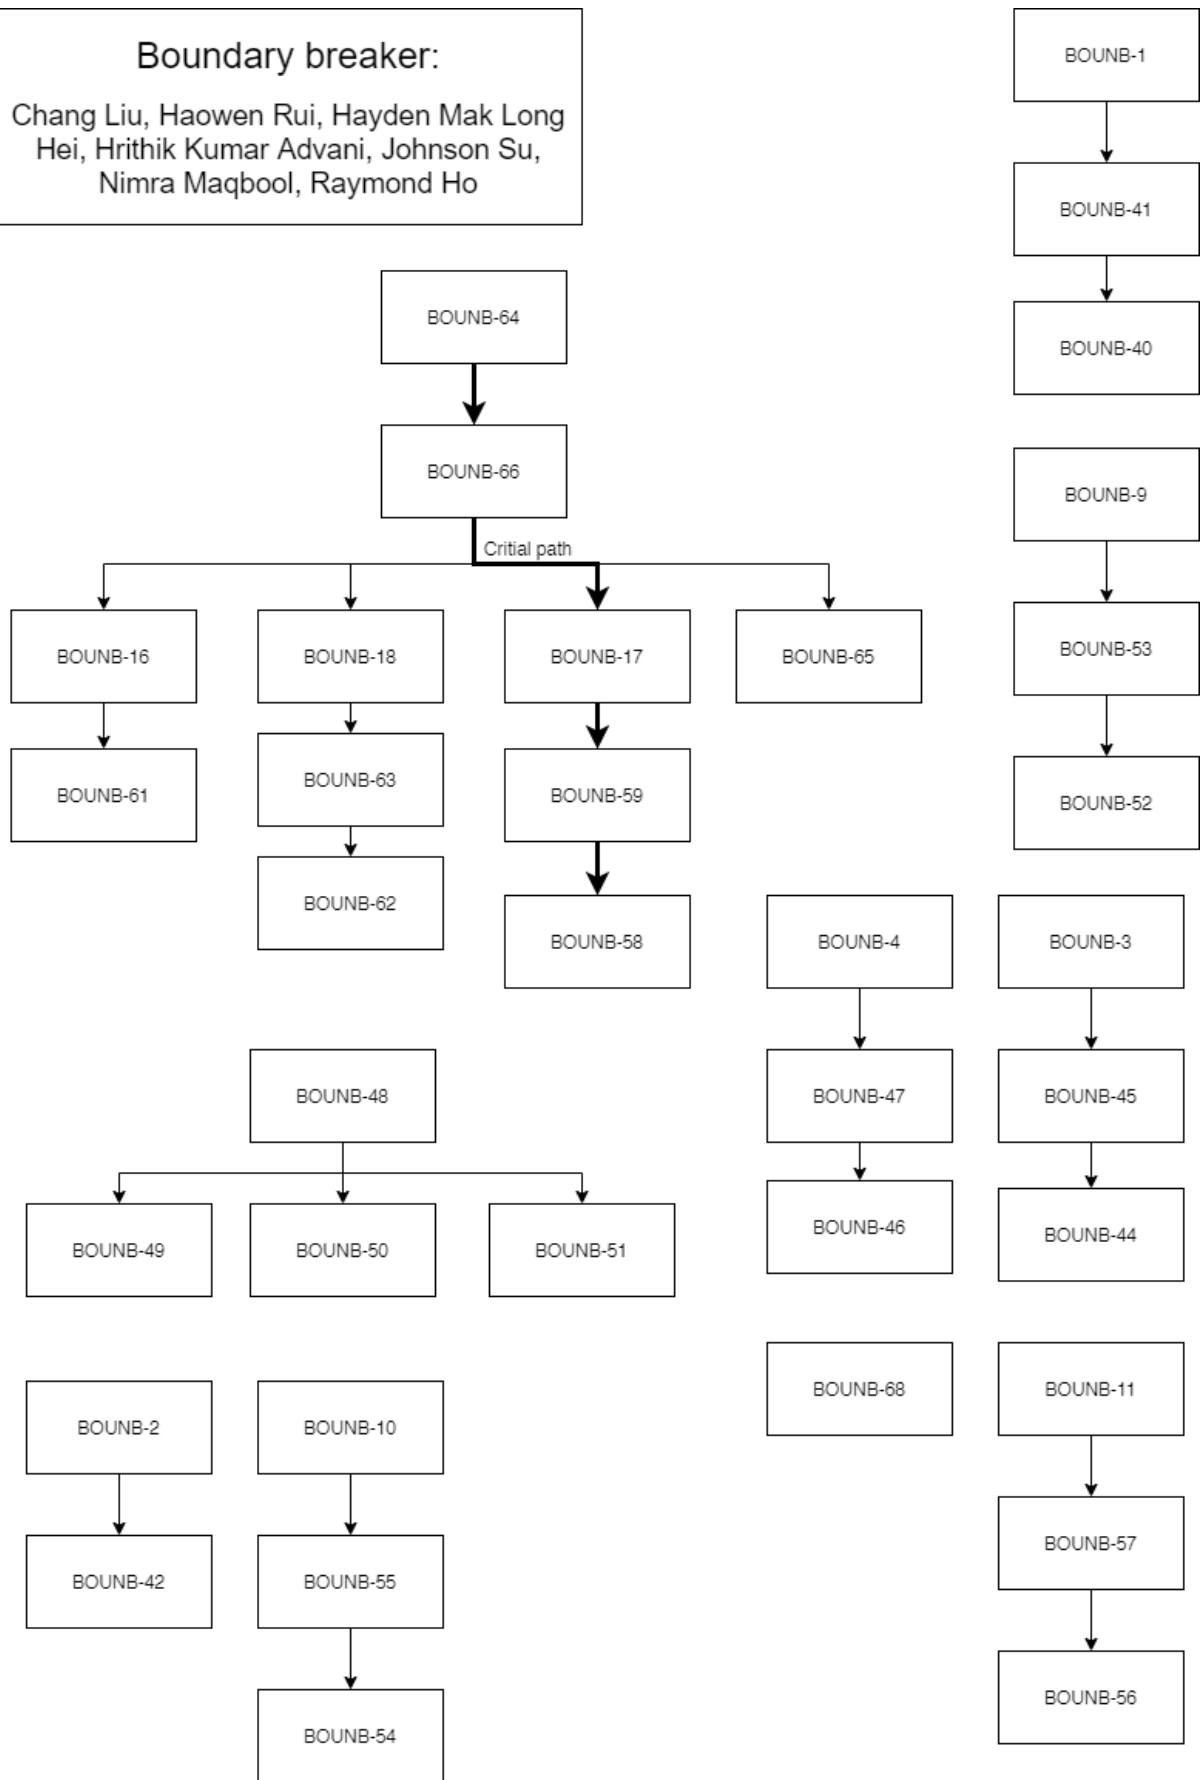 Boundary breaker:
Chang Liu, Haowen Rui, Hayden Mak Long
Hei, Hrithik Kumar Advani, Johnson Su,
Nimra Maqbool, Raymond Ho
BOUNB-1
BOUNB-41
BOUNB-40
BOUNB-64
BOUNB-66
Critial path
BOUNB-16
BOUNB-18
BOUNB-17
BOUNB-65
BOUNB-61
BOUNB-63
BOUNB-59
BOUNB-62
BOUNB-58
BOUNB-9
BOUNB-53
BOUNB-52
BOUNB-4
BOUNB-3
BOUNB-47
BOUNB-45
BOUNB-46
BOUNB-44
BOUNB-48
BOUNB-49
BOUNB-50
BOUNB-51
BOUNB-68
BOUNB-11
BOUNB-57
BOUNB-56
BOUNB-2
BOUNB-10
BOUNB-42
BOUNB-55
BOUNB-54